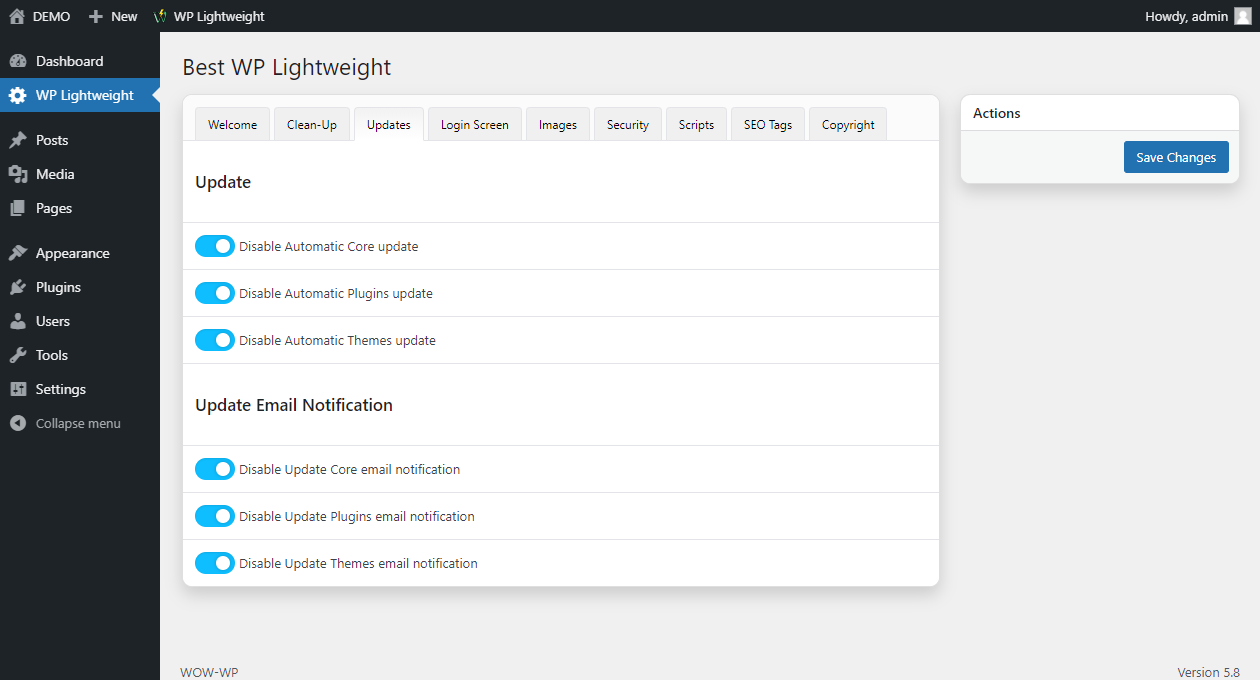 DEMO New WP Lightweight Howdy, admin
Dashboard
WP Lightweight
Posts
Media
Pages
Appearance
Plugins
Users
Tools
Settings
Collapse menu
Best WP Lightweight
Welcome Clean-Up Updates Login Screen Images Security Scripts SEO Tags Copyright
Update
Disable Automatic Core update
Disable Automatic Plugins update
Disable Automatic Themes update
Update Email Notification
Disable Update Core email notification
Disable Update Plugins email notification
Disable Update Themes email notification
Actions
Save Changes
WOW-WP Version 5.8